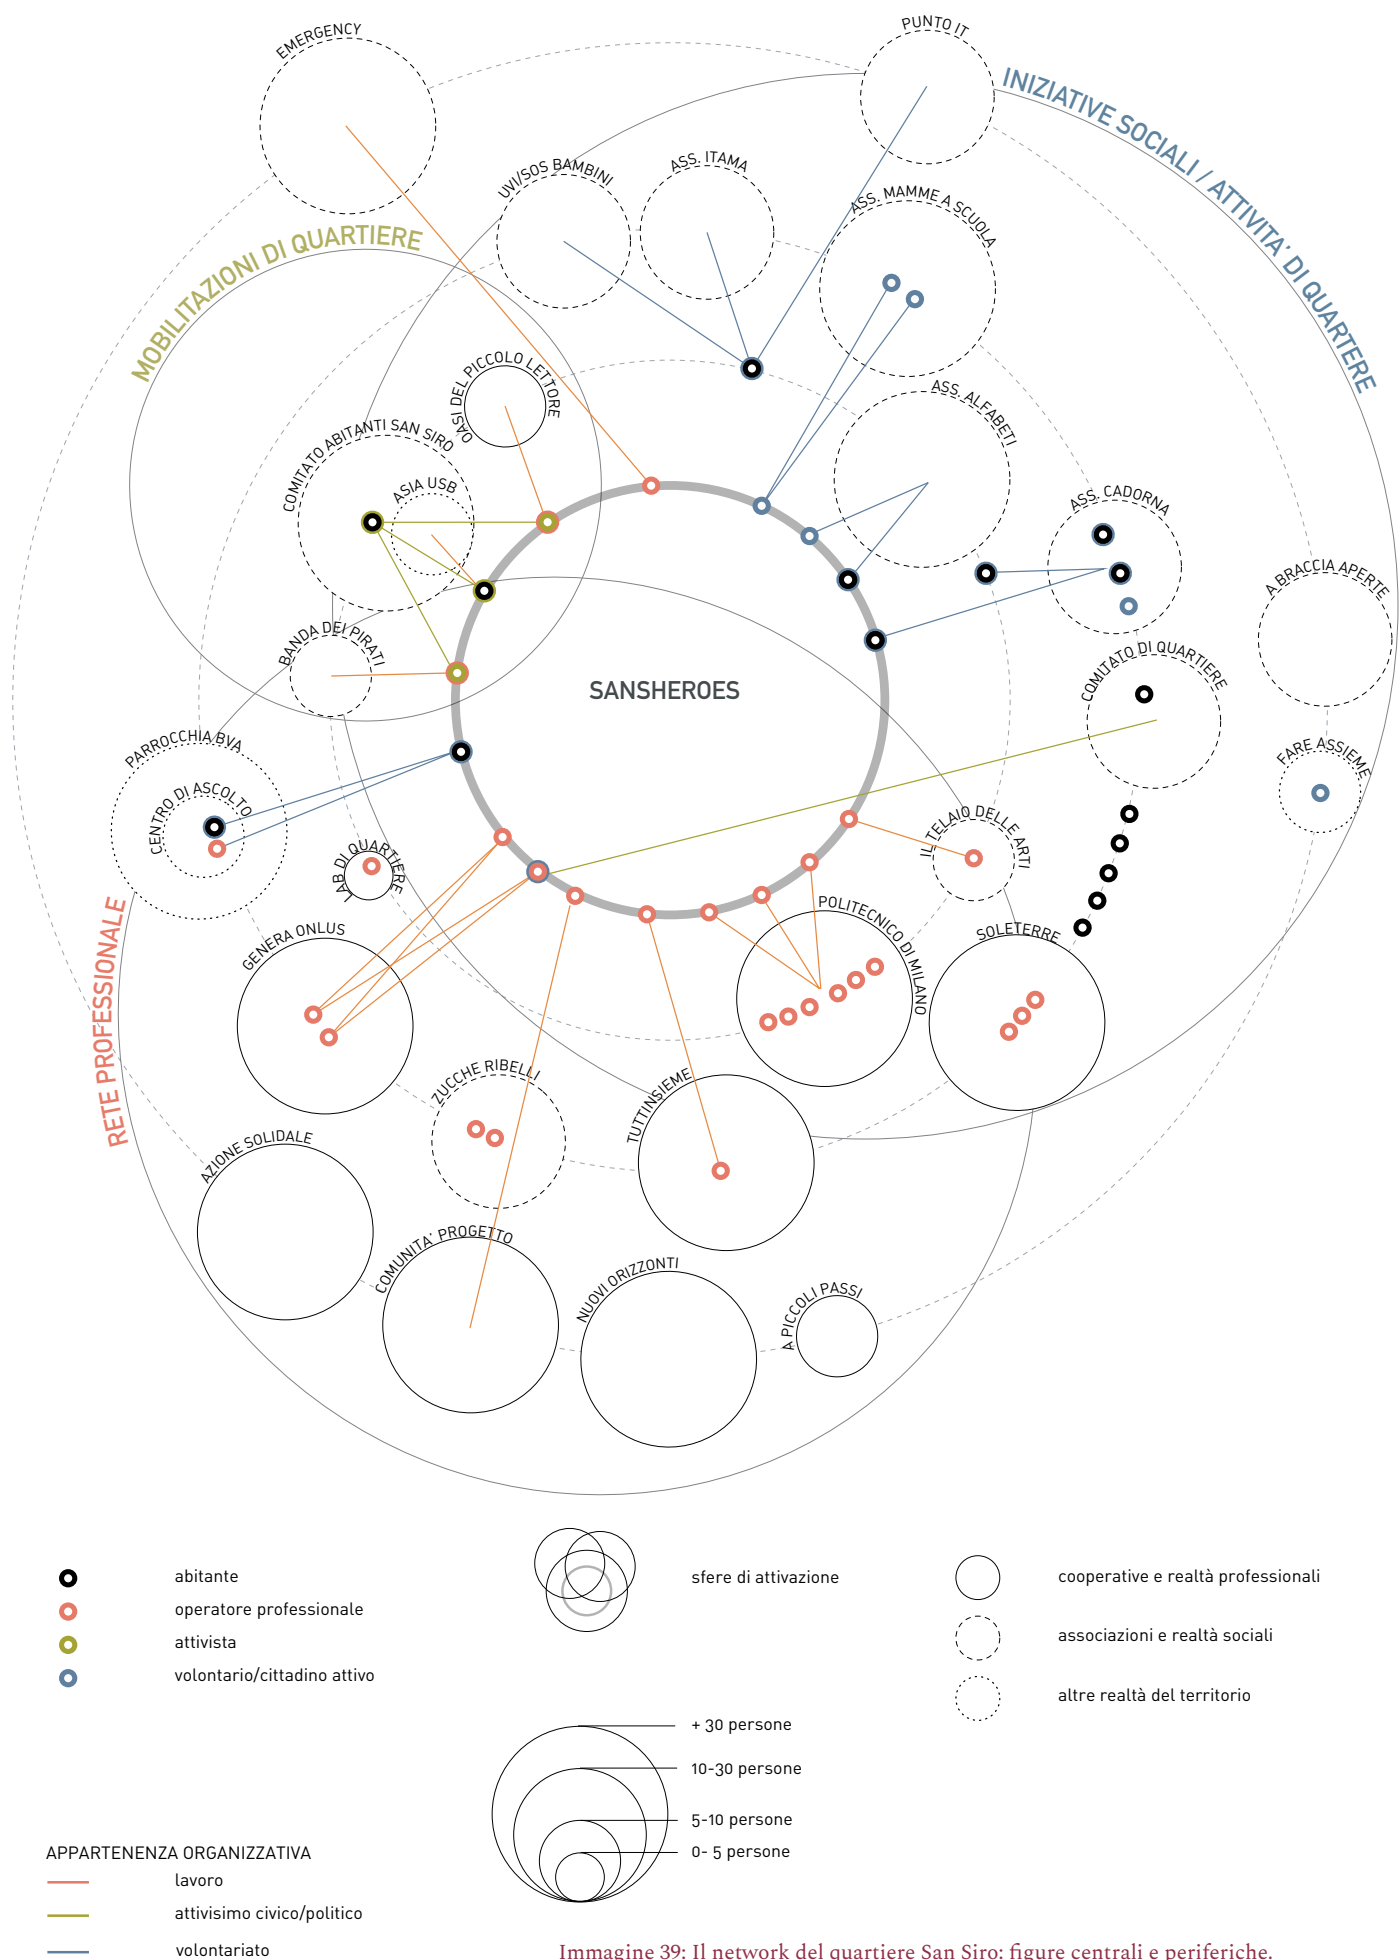 EMERGENCY
PUNTO IT
INIZIATIVE SOCIALI / ATTIVITA' DI QUARTERE
UVI/SOS BAMBINI
ASS. ITAMA
ASS. MAMME A SCUOLA
MOBILITAZIONI DI QUARTIERE
OASI DEL PICCOLO LETTORE
ASS. ALFABETI
COMITATO ABITANTI SAN SIRO
ASIA USB
ASS. CADORNA
A BRACCIA APERTE
BANDA DEI PIRATI
COMITATO DI QUARTIERE
SANSHEROES
PARROCCHIA BVA
FARE ASSIEME
CENTRO DI ASCOLTO
IL TELAIO DELLE ARTI
LAB DI QUARTIERE
RETE PROFESSIONALE
POLITECNICO DI MILANO
GENERA ONLUS
SOLETERRE
ZUCCHE RIBELLI
TUTTINSIEME
AZIONE SOLIDALE
COMUNITA' PROGETTO
NUOVI ORIZZONTI
A PICCOLI PASSI
abitante
operatore professionale
attivista
volontario/cittadino attivo
sfere di attivazione
cooperative e realtà professionali
associazioni e realtà sociali
altre realtà del territorio
+ 30 persone
10-30 persone
5-10 persone
0- 5 persone
APPARTENENZA ORGANIZZATIVA
lavoro
attivisimo civico/politico
volontariato
Immagine 39: Il network del quartiere San Siro: figure centrali e periferiche.